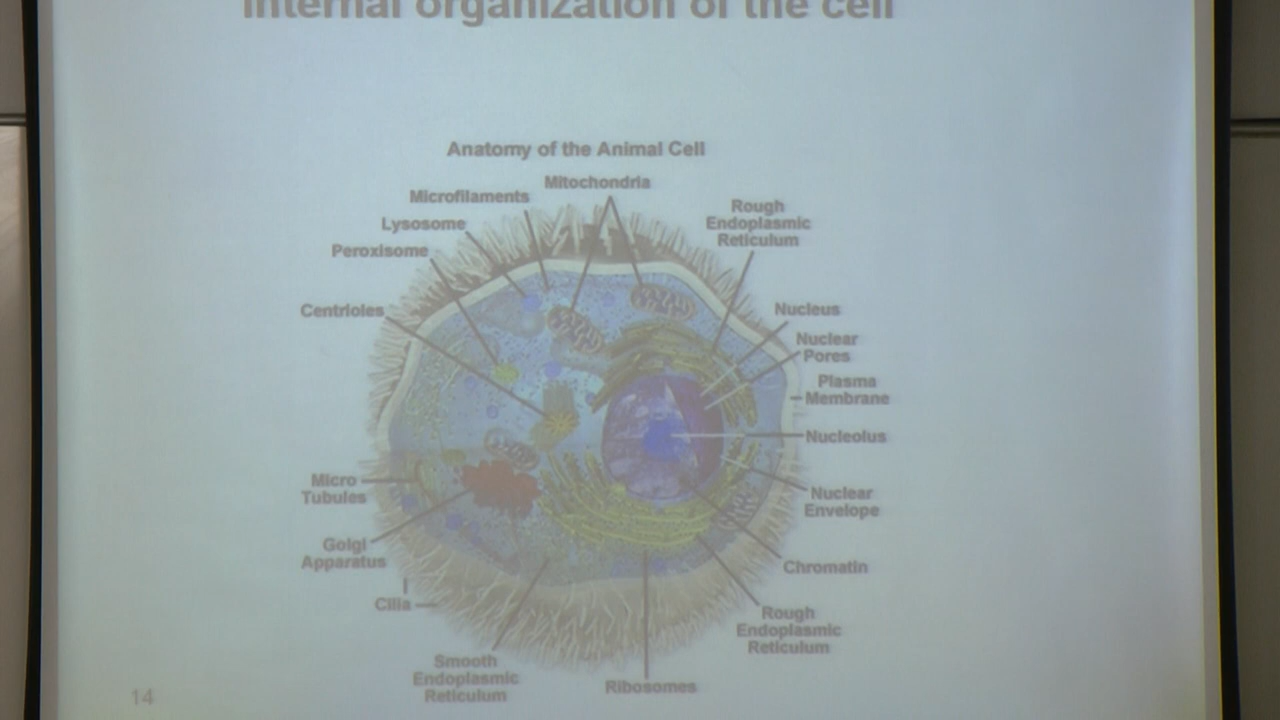 internal organization of the cell
Anatomy of the Animal Cell
Mitochondria
Microfilaments
Rough
Endoplasmic
Reticulum
Lysosome
Peroxisome
Centrioles
Nucleus
Nuclear
Pores
Plasma
Membrane
Nucleolus
Micro
Tubules
Nuclear
Envelope
Golgi
Apparatus
Chromatin
Cilia
Rough
Endoplasmic
Reticulum
Smooth
Endoplasmic
Reticulum
Ribosomes
14